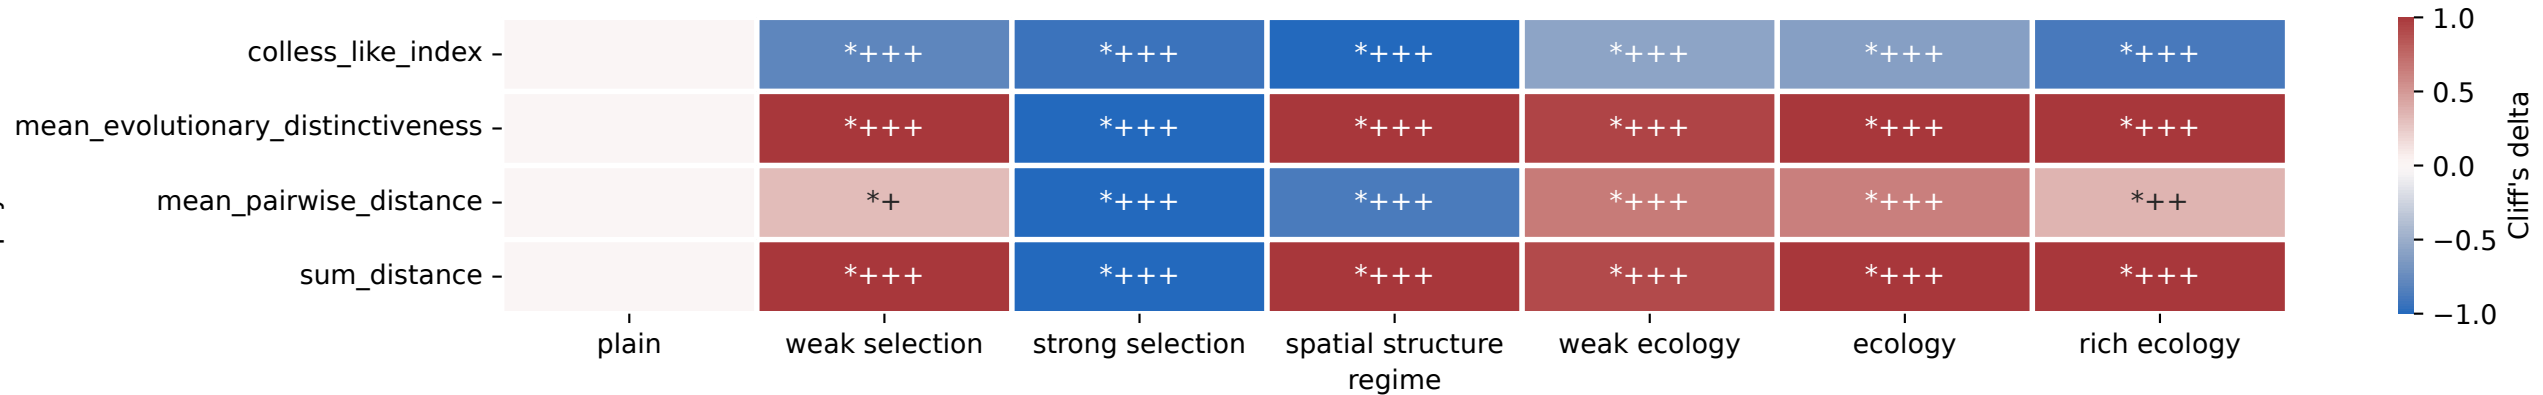 colless_like_index *+++ *+++ *+++ *+++ *+++ *+++
mean_evolutionary_distinctiveness *+++ *+++ *+++ *+++ *+++ *+++
mean_pairwise_distance *+ *+++ *+++ *+++ *+++ *++
sum_distance *+++ *+++ *+++ *+++ *+++ *+++
plain weak selection strong selection spatial structure weak ecology ecology rich ecology
regime
1.0
0.5
0.0
−0.5
−1.0
Cliff's delta